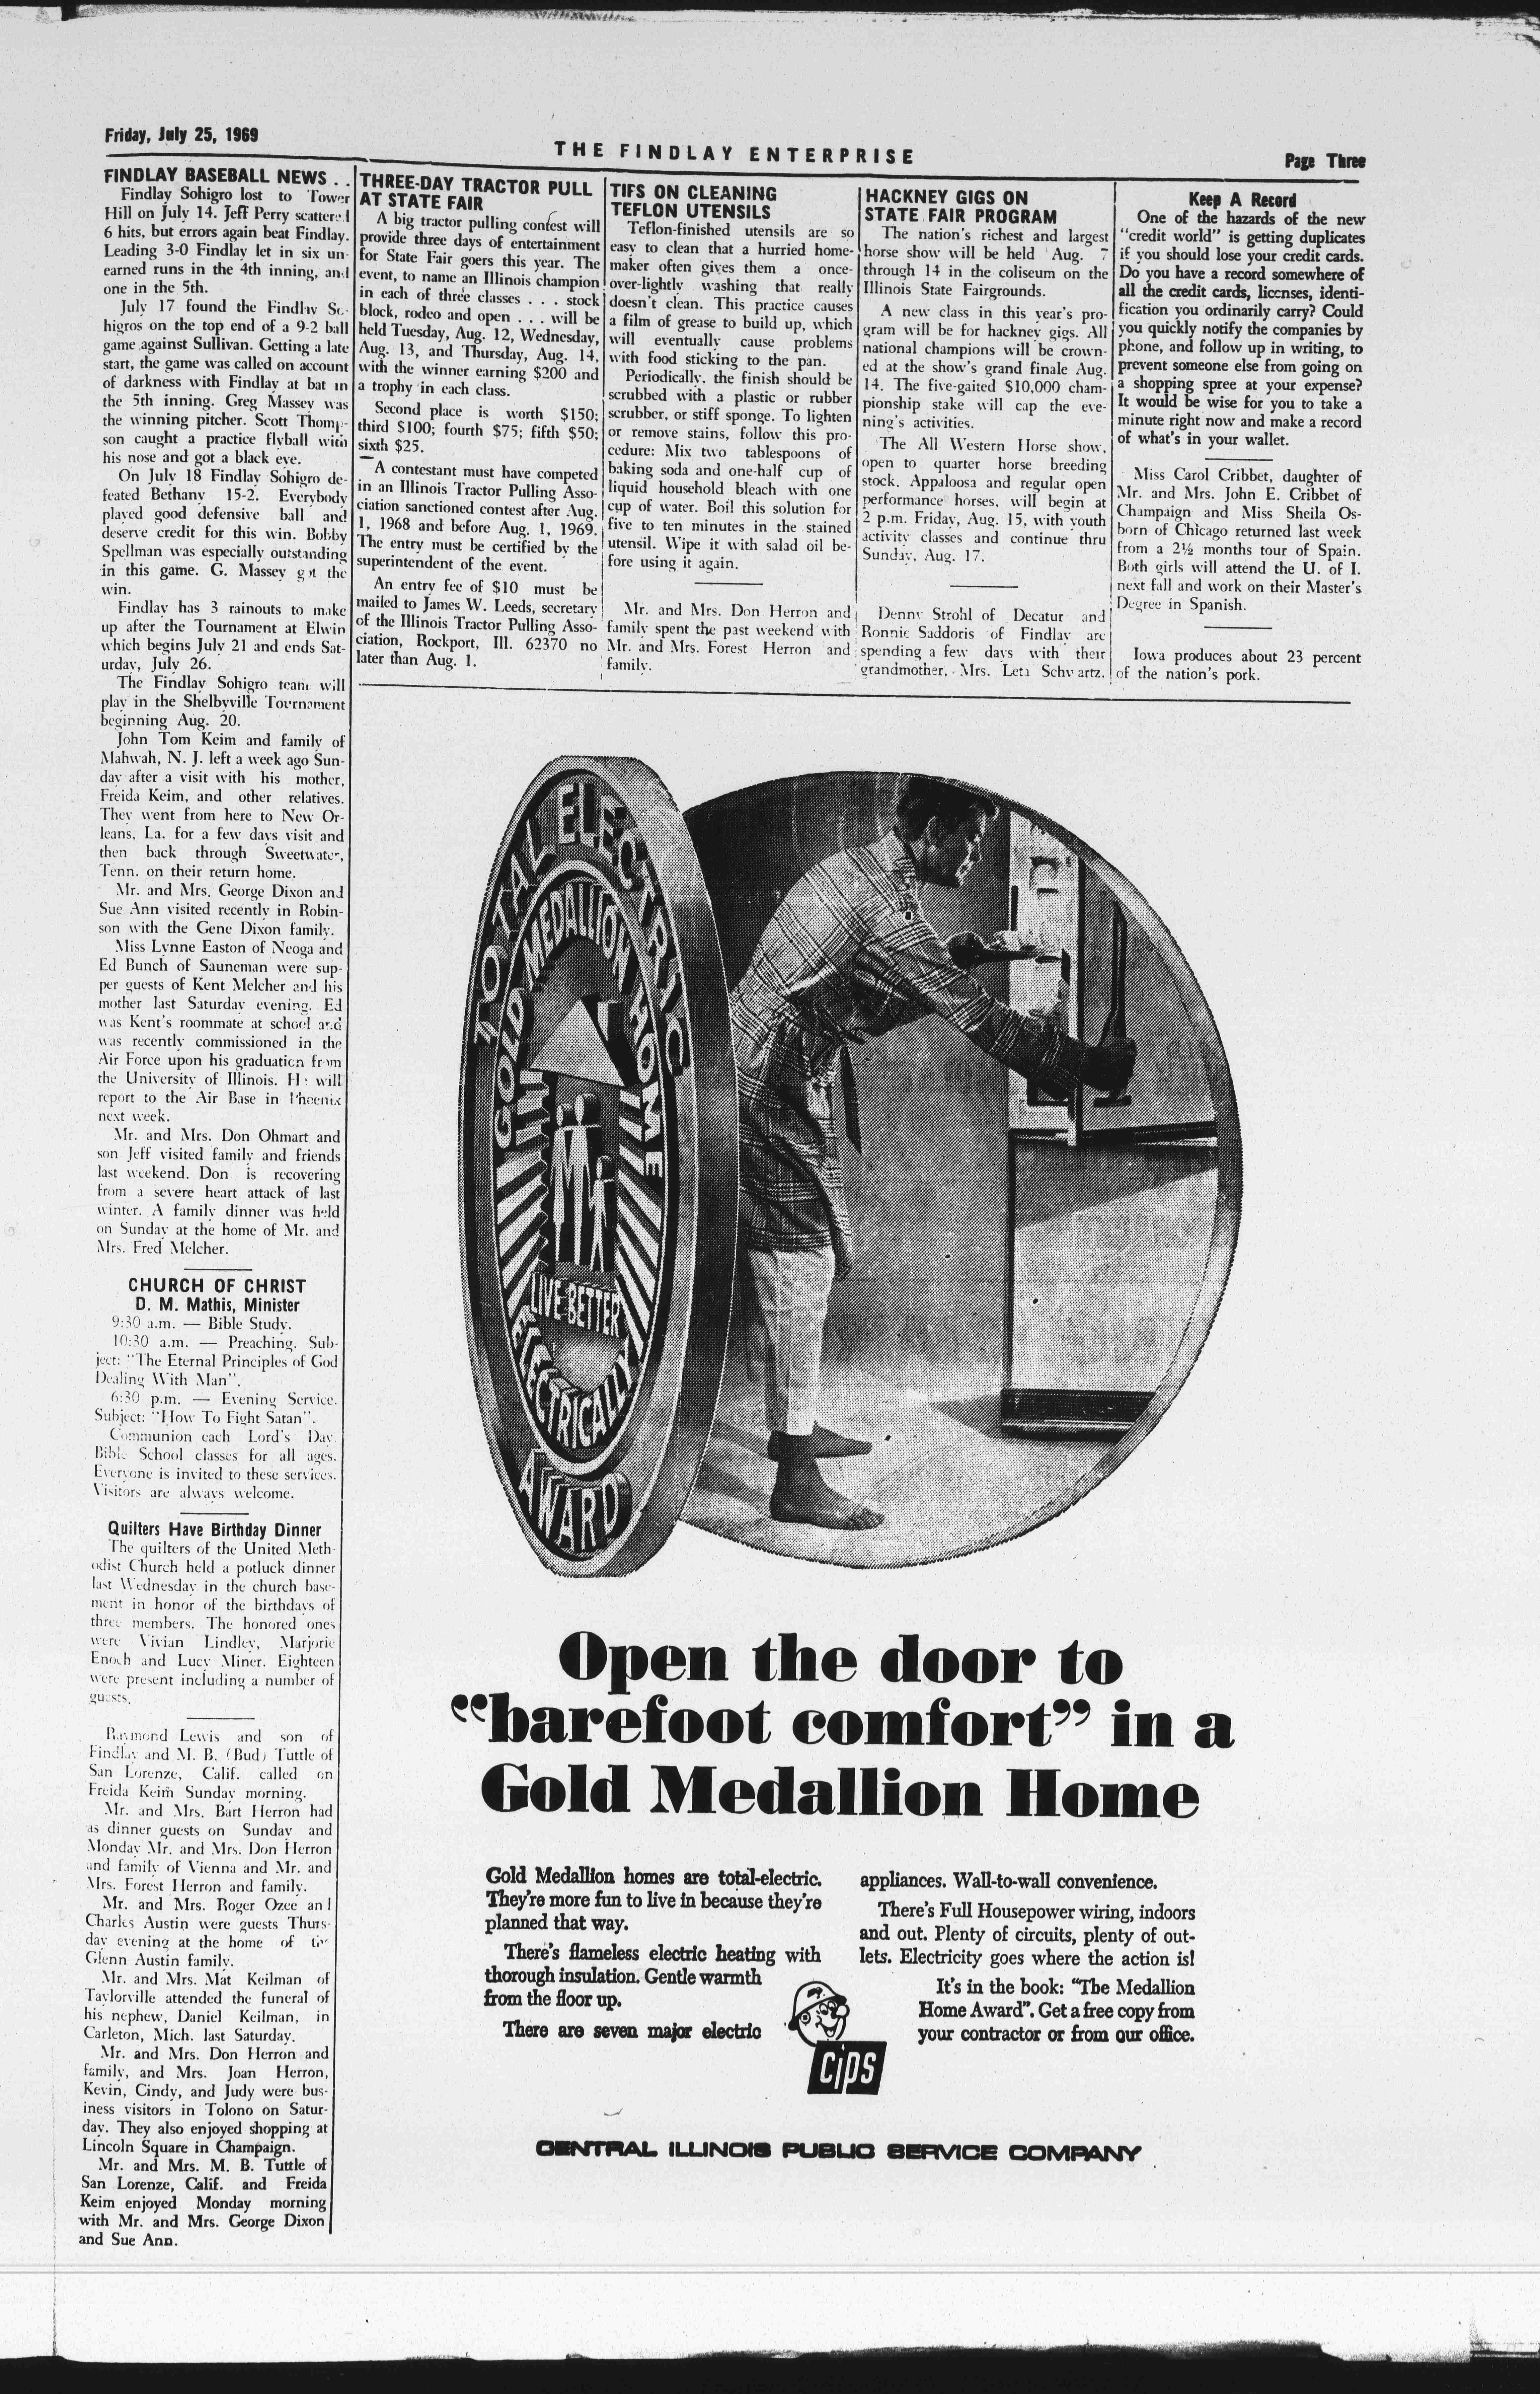 Friday, July 25, 1969
THE FINDLAY ENTERPRISE
Page Three
FINDLAY BASEBALL NEWS . .
Findlay Sohigro lost to Tower
Hill on July 14. Jeff Perry scattered
6 hits, but errors again beat Findlay.
Leading 3-0 Findlay let in six un-
earned runs in the 4th inning, and
one in the 5th.
July 17 found the Findlay So-
higros on the top end of a 9-2 ball
game against Sullivan. Getting a late
start, the game was called on account
of darkness with Findlay at bat in
the 5th inning. Greg Massey was
the winning pitcher. Scott Thomp-
son caught a practice flyball with
his nose and got a black eye.
On July 18 Findlay Sohigro de-
feated Bethany 15-2. Everybody
played good defensive ball and
deserve credit for this win. Bobby
Spellman was especially outstanding
in this game. G. Massey got the
win.
Findlay has 3 rainouts to make
up after the Tournament at Elwin
which begins July 21 and ends Sat-
urday, July 26.
The Findlay Sohigro team will
play in the Shelbyville Tournament
beginning Aug. 20.
John Tom Keim and family of
Mahwah, N. J. left a week ago Sun-
day after a visit with his mother,
Freida Keim, and other relatives.
They went from here to New Or-
leans, La. for a few days visit and
then back through Sweetwater,
Tenn. on their return home.
Mr. and Mrs. George Dixon and
Sue Ann visited recently in Robin-
son with the Gene Dixon family.
Miss Lynne Easton of Neoga and
Ed Bunch of Sauneman were sup-
per guests of Kent Melcher and his
mother last Saturday evening. Ed
was Kent's roommate at school and
was recently commissioned in the
Air Force upon his graduation from
the University of Illinois. He will
report to the Air Base in Phoenix
next week.
Mr. and Mrs. Don Ohmart and
son Jeff visited family and friends
last weekend. Don is recovering
from a severe heart attack of last
winter. A family dinner was held
on Sunday at the home of Mr. and
Mrs. Fred Melcher.
CHURCH OF CHRIST
D. M. Mathis, Minister
9:30 a.m. — Bible Study.
10:30 a.m. — Preaching. Sub-
ject: "The Eternal Principles of God
Dealing With Man".
6:30 p.m. — Evening Service.
Subject: "How To Fight Satan".
Communion each Lord's Day.
Bible School classes for all ages.
Everyone is invited to these services.
Visitors are always welcome.
Quilters Have Birthday Dinner
The quilters of the United Meth-
odist Church held a potluck dinner
last Wednesday in the church base-
ment in honor of the birthdays of
three members. The honored ones
were Vivian Lindley, Marjorie
Enoch and Lucy Miner. Eighteen
were present including a number of
guests.
Raymond Lewis and son of
Findlay and M. B. (Bud) Tuttle of
San Lorenze, Calif. called on
Freida Keim Sunday morning.
Mr. and Mrs. Bart Herron had
as dinner guests on Sunday and
Monday Mr. and Mrs. Don Herron
and family of Vienna and Mr. and
Mrs. Forest Herron and family.
Mr. and Mrs. Roger Ozee and
Charles Austin were guests Thurs-
day evening at the home of the
Glenn Austin family.
Mr. and Mrs. Mat Keilman of
Taylorville attended the funeral of
his nephew, Daniel Keilman, in
Carleton, Mich. last Saturday.
Mr. and Mrs. Don Herron and
family, and Mrs. Joan Herron,
Kevin, Cindy, and Judy were bus-
iness visitors in Tolono on Satur-
day. They also enjoyed shopping at
Lincoln Square in Champaign.
Mr. and Mrs. M. B. Tuttle of
San Lorenze, Calif. and Freida
Keim enjoyed Monday morning
with Mr. and Mrs. George Dixon
and Sue Ann.
THREE-DAY TRACTOR PULL
AT STATE FAIR
A big tractor pulling contest will
provide three days of entertainment
for State Fair goers this year. The
event, to name an Illinois champion
in each of three classes . . . stock
block, rodeo and open . . . will be
held Tuesday, Aug. 12, Wednesday,
Aug. 13, and Thursday, Aug. 14,
with the winner earning $200 and
a trophy in each class.
Second place is worth $150;
third $100; fourth $75; fifth $50;
sixth $25.
A contestant must have competed
in an Illinois Tractor Pulling Asso-
ciation sanctioned contest after Aug.
1, 1968 and before Aug. 1, 1969.
The entry must be certified by the
superintendent of the event.
An entry fee of $10 must be
mailed to James W. Leeds, secretary
of the Illinois Tractor Pulling Asso-
ciation, Rockport, Ill. 62370 no
later than Aug. 1.
TIFS ON CLEANING
TEFLON UTENSILS
Teflon-finished utensils are so
easy to clean that a hurried home-
maker often gives them a once-
over-lightly washing that really
doesn't clean. This practice causes
a film of grease to build up, which
will eventually cause problems
with food sticking to the pan.
Periodically, the finish should be
scrubbed with a plastic or rubber
scrubber, or stiff sponge. To lighten
or remove stains, follow this pro-
cedure: Mix two tablespoons of
baking soda and one-half cup of
liquid household bleach with one
cup of water. Boil this solution for
five to ten minutes in the stained
utensil. Wipe it with salad oil be-
fore using it again.
Mr. and Mrs. Don Herron and
family spent the past weekend with
Mr. and Mrs. Forest Herron and
family.
HACKNEY GIGS ON
STATE FAIR PROGRAM
The nation's richest and largest
horse show will be held Aug. 7
through 14 in the coliseum on the
Illinois State Fairgrounds.
A new class in this year's pro-
gram will be for hackney gigs. All
national champions will be crown-
ed at the show's grand finale Aug.
14. The five-gaited $10,000 cham-
pionship stake will cap the eve-
ning's activities.
The All Western Horse show,
open to quarter horse breeding
stock. Appaloosa and regular open
performance horses, will begin at
2 p.m. Friday, Aug. 15, with youth
activity classes and continue thru
Sunday, Aug. 17.
Denny Strohl of Decatur and
Ronnie Saddoris of Findlay are
spending a few days with their
grandmother, Mrs. Leta Schwartz.
Keep A Record
One of the hazards of the new
"credit world" is getting duplicates
if you should lose your credit cards.
Do you have a record somewhere of
all the credit cards, licenses, identi-
fication you ordinarily carry? Could
you quickly notify the companies by
phone, and follow up in writing, to
prevent someone else from going on
a shopping spree at your expense?
It would be wise for you to take a
minute right now and make a record
of what's in your wallet.
Miss Carol Cribbet, daughter of
Mr. and Mrs. John E. Cribbet of
Champaign and Miss Sheila Os-
born of Chicago returned last week
from a 2½ months tour of Spain.
Both girls will attend the U. of I.
next fall and work on their Master's
Degree in Spanish.
Iowa produces about 23 percent
of the nation's pork.
TOTAL ELECTRIC
GOLD MEDALLION HOME
LIVE BETTER
ELECTRICALLY
AWARD
Open the door to
"barefoot comfort" in a
Gold Medallion Home
Gold Medallion homes are total-electric.
They're more fun to live in because they're
planned that way.
There's flameless electric heating with
thorough insulation. Gentle warmth
from the floor up.
There are seven major electric
appliances. Wall-to-wall convenience.
There's Full Housepower wiring, indoors
and out. Plenty of circuits, plenty of out-
lets. Electricity goes where the action is!
It's in the book: "The Medallion
Home Award". Get a free copy from
your contractor or from our office.
CIPS
CENTRAL ILLINOIS PUBLIC SERVICE COMPANY